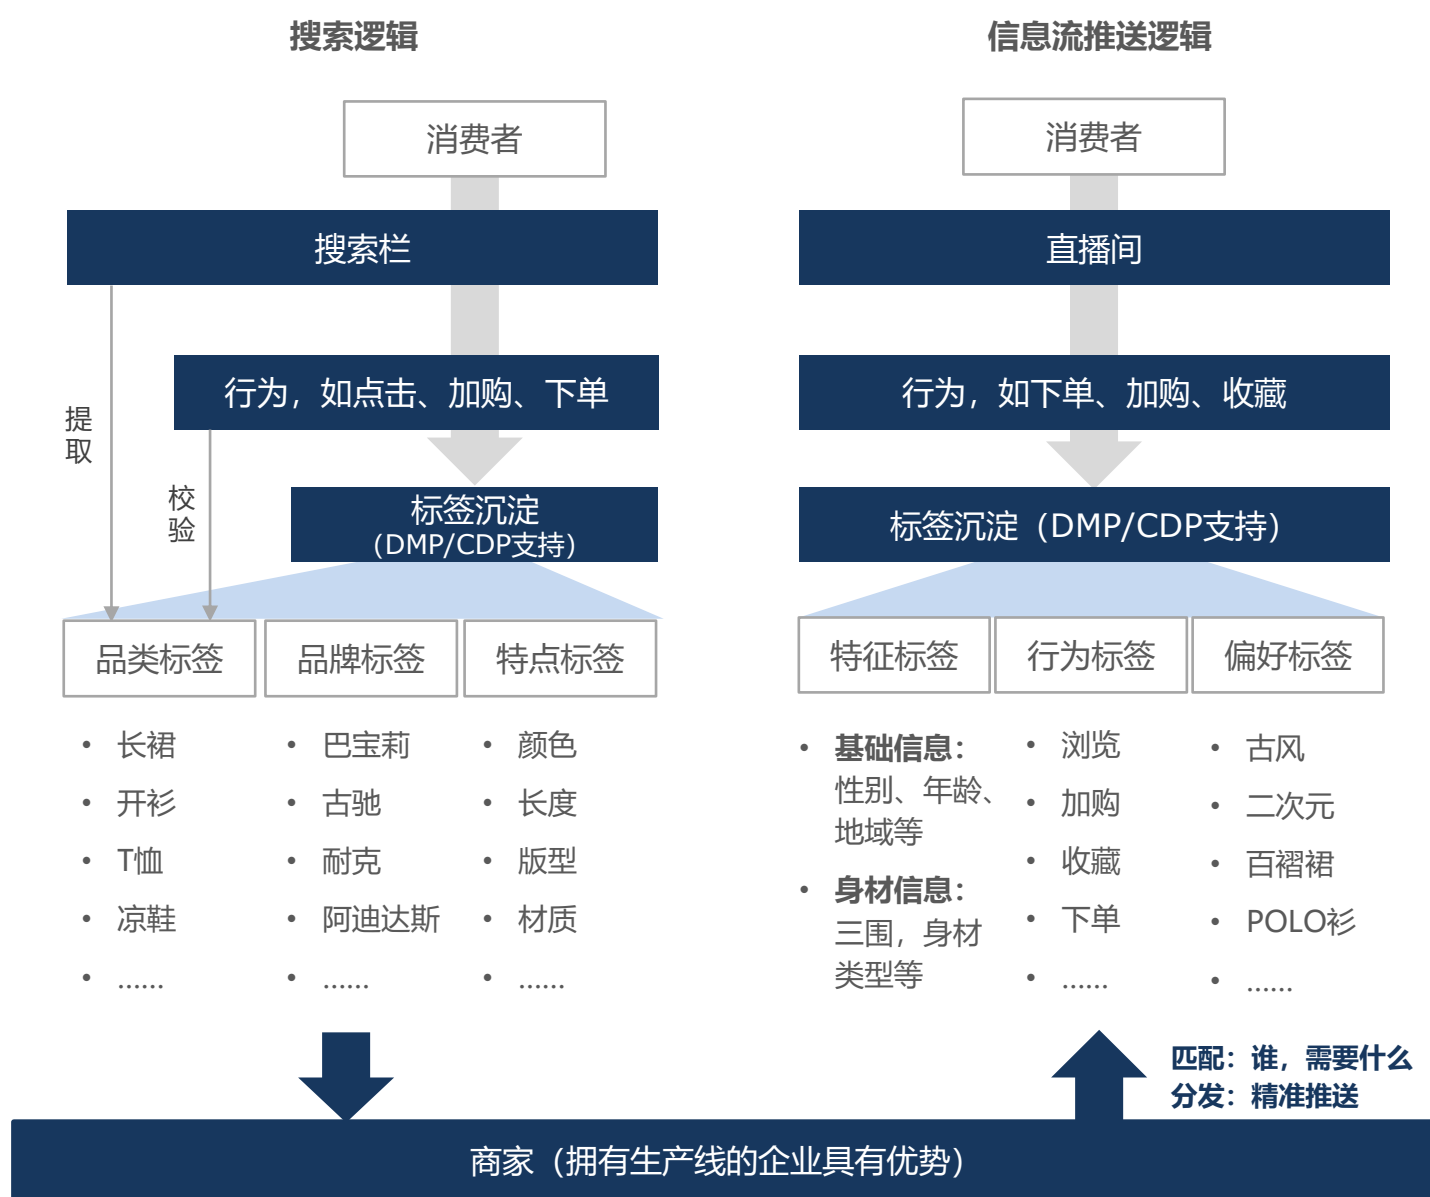 搜索逻辑
消费者
搜索栏
提
取
行为，如点击、加购、下单
校
验
标签沉淀
（DMP/CDP支持）
品类标签
品牌标签
特点标签
• 长裙
• 开衫
• T恤
• 凉鞋
• ……
• 巴宝莉
• 古驰
• 耐克
• 阿迪达斯
• ……
• 颜色
• 长度
• 版型
• 材质
• ……
信息流推送逻辑
消费者
直播间
行为，如下单、加购、收藏
标签沉淀（DMP/CDP支持）
特征标签
行为标签
偏好标签
• 基础信息：
性别、年龄、
地域等
• 身材信息：
三围，身材
类型等
• 浏览
• 加购
• 收藏
• 下单
• ……
• 古风
• 二次元
• 百褶裙
• POLO衫
• ……
匹配：谁，需要什么
分发：精准推送
商家（拥有生产线的企业具有优势）